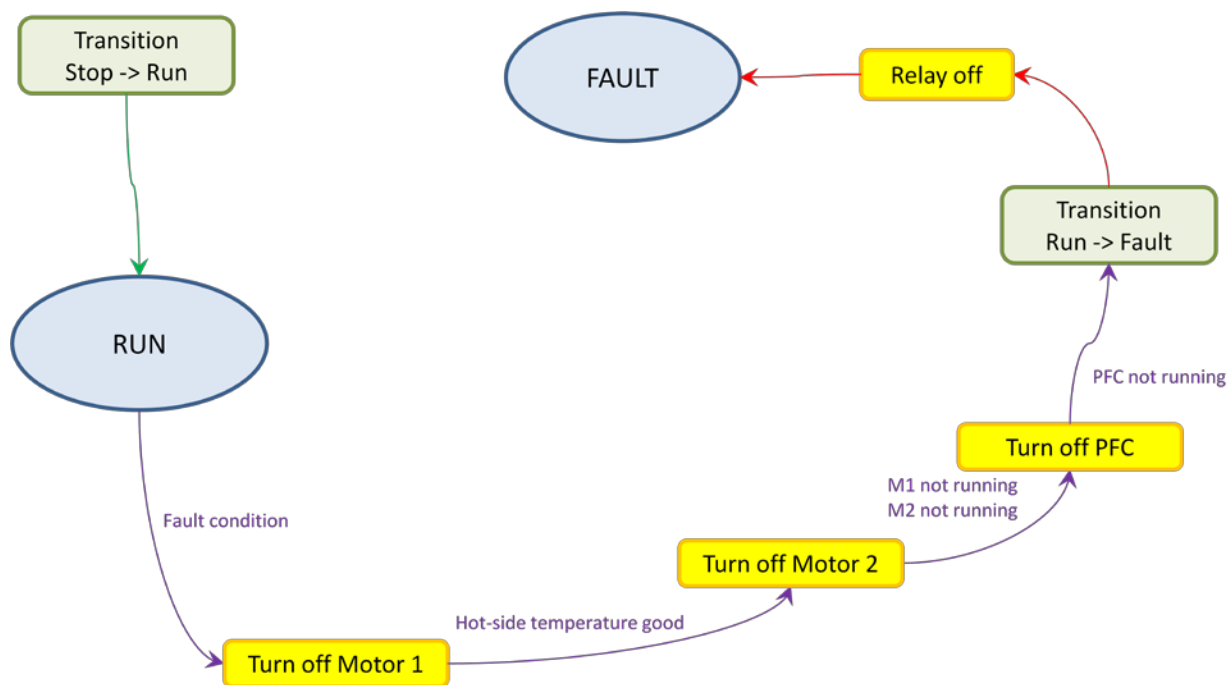 Transition
Stop -> Run
RUN
Fault condition
Turn off Motor 1
Hot-side temperature good
Turn off Motor 2
M1 not running
M2 not running
Turn off PFC
PFC not running
Transition
Run -> Fault
Relay off
FAULT